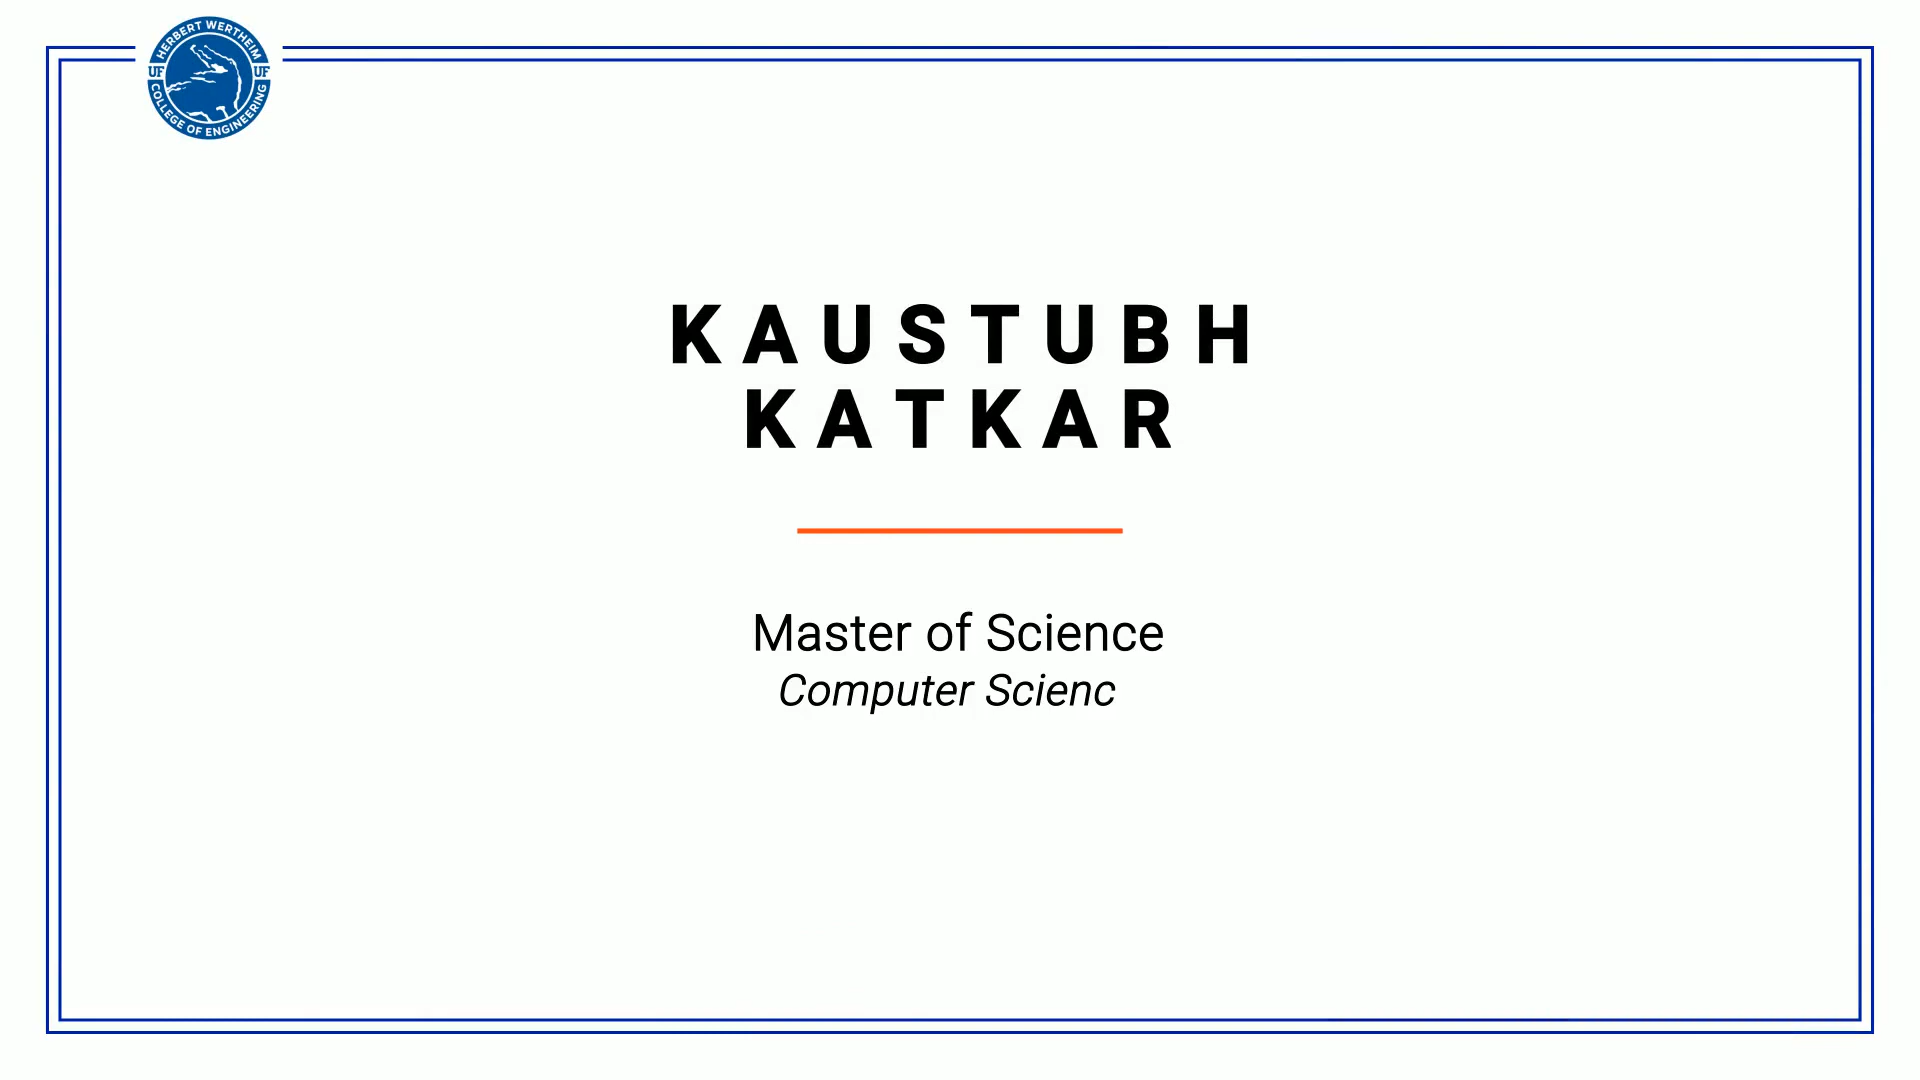 HERBERT WERTHEIM
UF UF
COLLEGE OF ENGINEERING
KAUSTUBH
KATKAR
Master of Science
Computer Scienc